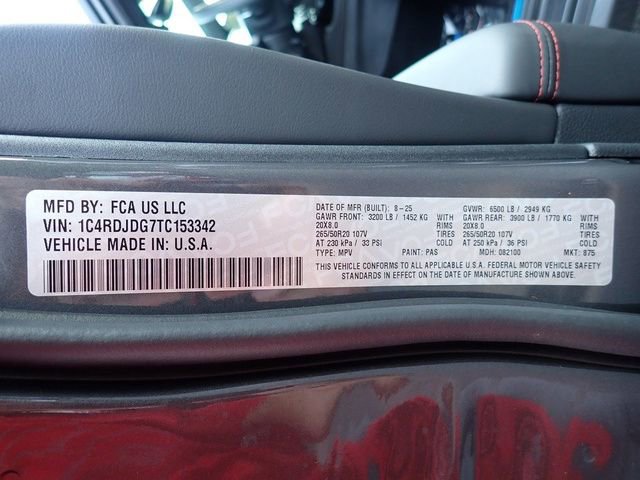 MFD BY: FCA US LLC
VIN: 1C4RDJDG7TC153342
VEHICLE MADE IN: U.S.A.
DATE OF MFR (BUILT): 8-25 GVWR: 6500 LB / 2949 KG
GAWR FRONT: 3200 LB / 1452 KG GAWR REAR: 3900 LB / 1770 KG
20X8.0 RIMS 20X8.0 RIMS
265/50R20 107V TIRES 265/50R20 107V TIRES
AT 230 kPa / 33 PSI COLD AT 250 kPa / 36 PSI COLD
TYPE: MPV PAINT: PAS MDH: 082100 MKT: 875
THIS VEHICLE CONFORMS TO ALL APPLICABLE U.S.A. FEDERAL MOTOR VEHICLE SAFETY
STANDARDS IN EFFECT ON THE DATE OF MANUFACTURE SHOWN ABOVE.